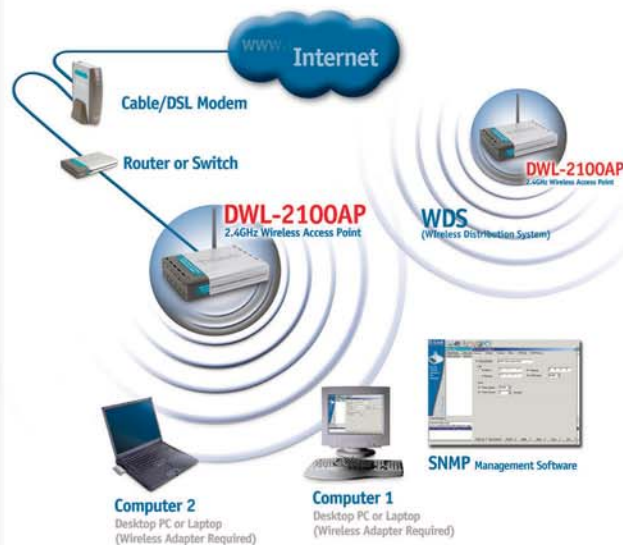 www.
Internet
Cable/DSL Modem
Router or Switch
DWL-2100AP
2.4GHz Wireless Access Point
DWL-2100AP
2.4GHz Wireless Access Point
WDS
(Wireless Distribution System)
SNMP Management Software
Computer 2
Desktop PC or Laptop
(Wireless Adapter Required)
Computer 1
Desktop PC or Laptop
(Wireless Adapter Required)